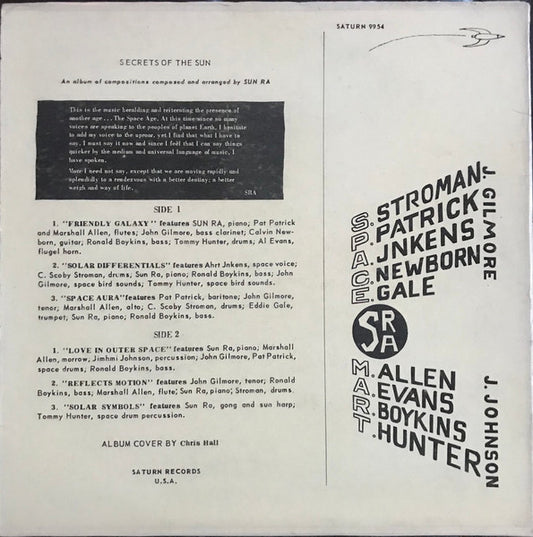 SATURN 9954
SECRETS OF THE SUN
An album of compositions composed and arranged by SUN RA
This is the music heralding and reiterating the presence of
another age... The Space Age. At this time since so many
voices are speaking to the peoples of planet Earth, I hesitate
to add my voice to the uproar, yet I find that what I have to
say, I must say it now and since I feel that I can say things
quicker by the medium and universal language of music, I
have spoken.
More I need not say, except that we are moving rapidly and
splendidly to a rendezvous with a better destiny; a better
weigh and way of life.
SRA
SIDE 1
1. "FRIENDLY GALAXY" features SUN RA, piano; Pat Patrick
and Marshall Allen, flutes; John Gilmore, bass clarinet; Calvin New-
born, guitar; Ronald Boykins, bass; Tommy Hunter, drums; Al Evans,
flugel horn.
2. "SOLAR DIFFERENTIALS" features Ahrt Jnkens, space voice;
C. Scoby Stroman, drums; Sun Ra, piano; Ronald Boykins, bass; John
Gilmore, space bird sounds; Tommy Hunter, space bird sounds.
3. "SPACE AURA" features Pat Patrick, baritone; John Gilmore,
tenor; Marshall Allen, alto; C. Scoby Stroman, drums; Eddie Gale,
trumpet; Sun Ra, piano; Ronald Boykins, bass.
SIDE 2
1. "LOVE IN OUTER SPACE" features Sun Ra, piano; Marshall
Allen, morrow, Jimhmi Johnson, percussion; John Gilmore, Pat Patrick,
space drums, Ronald Boykins, bass.
2. "REFLECTS MOTION" features John Gilmore, tenor; Ronald
Boykins, bass; Marshall Allen, flute; Sun Ra, piano; Stroman, drums.
3. "SOLAR SYMBOLS" features Sun Ra, gong and sun harp;
Tommy Hunter, space drum percussion.
ALBUM COVER BY Chris Hall
SATURN RECORDS
U.S.A.
S. STROMAN
P. PATRICK
A. JNKENS
C. NEWBORN
E. GALE
J. GILMORE
SRA
M. ALLEN
A. EVANS
R. BOYKINS
T. HUNTER
J. JOHNSON